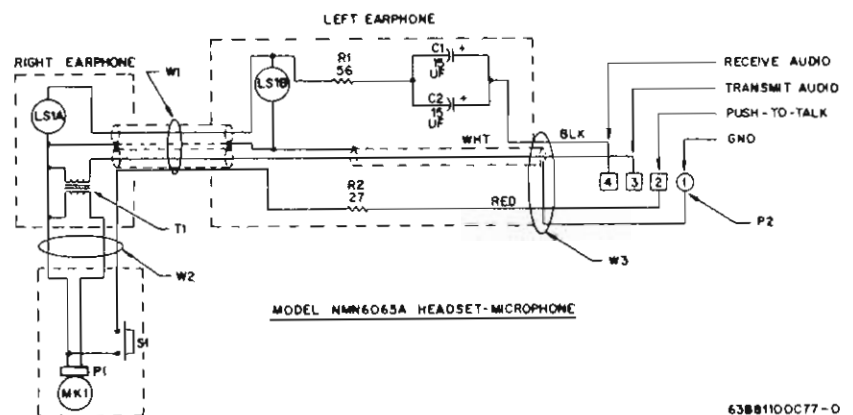 LEFT EARPHONE
RIGHT EARPHONE
W1
LS1A
LS1B
R1
56
C1
15
UF
C2
15
UF
RECEIVE AUDIO
TRANSMIT AUDIO
PUSH-TO-TALK
GND
WHT
BLK
4
3
2
1
R2
27
RED
T1
P2
W2
W3
MODEL NMN6065A HEADSET-MICROPHONE
S1
P1
MK1
63B81100C77-O